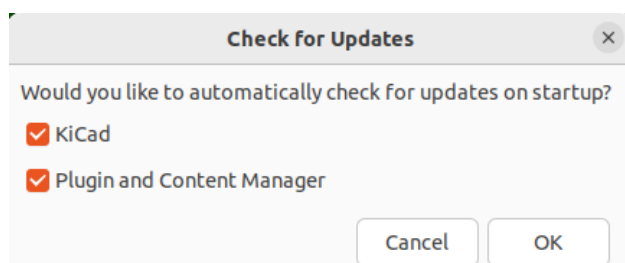 Check for Updates
Would you like to automatically check for updates on startup?
KiCad
Plugin and Content Manager
Cancel OK